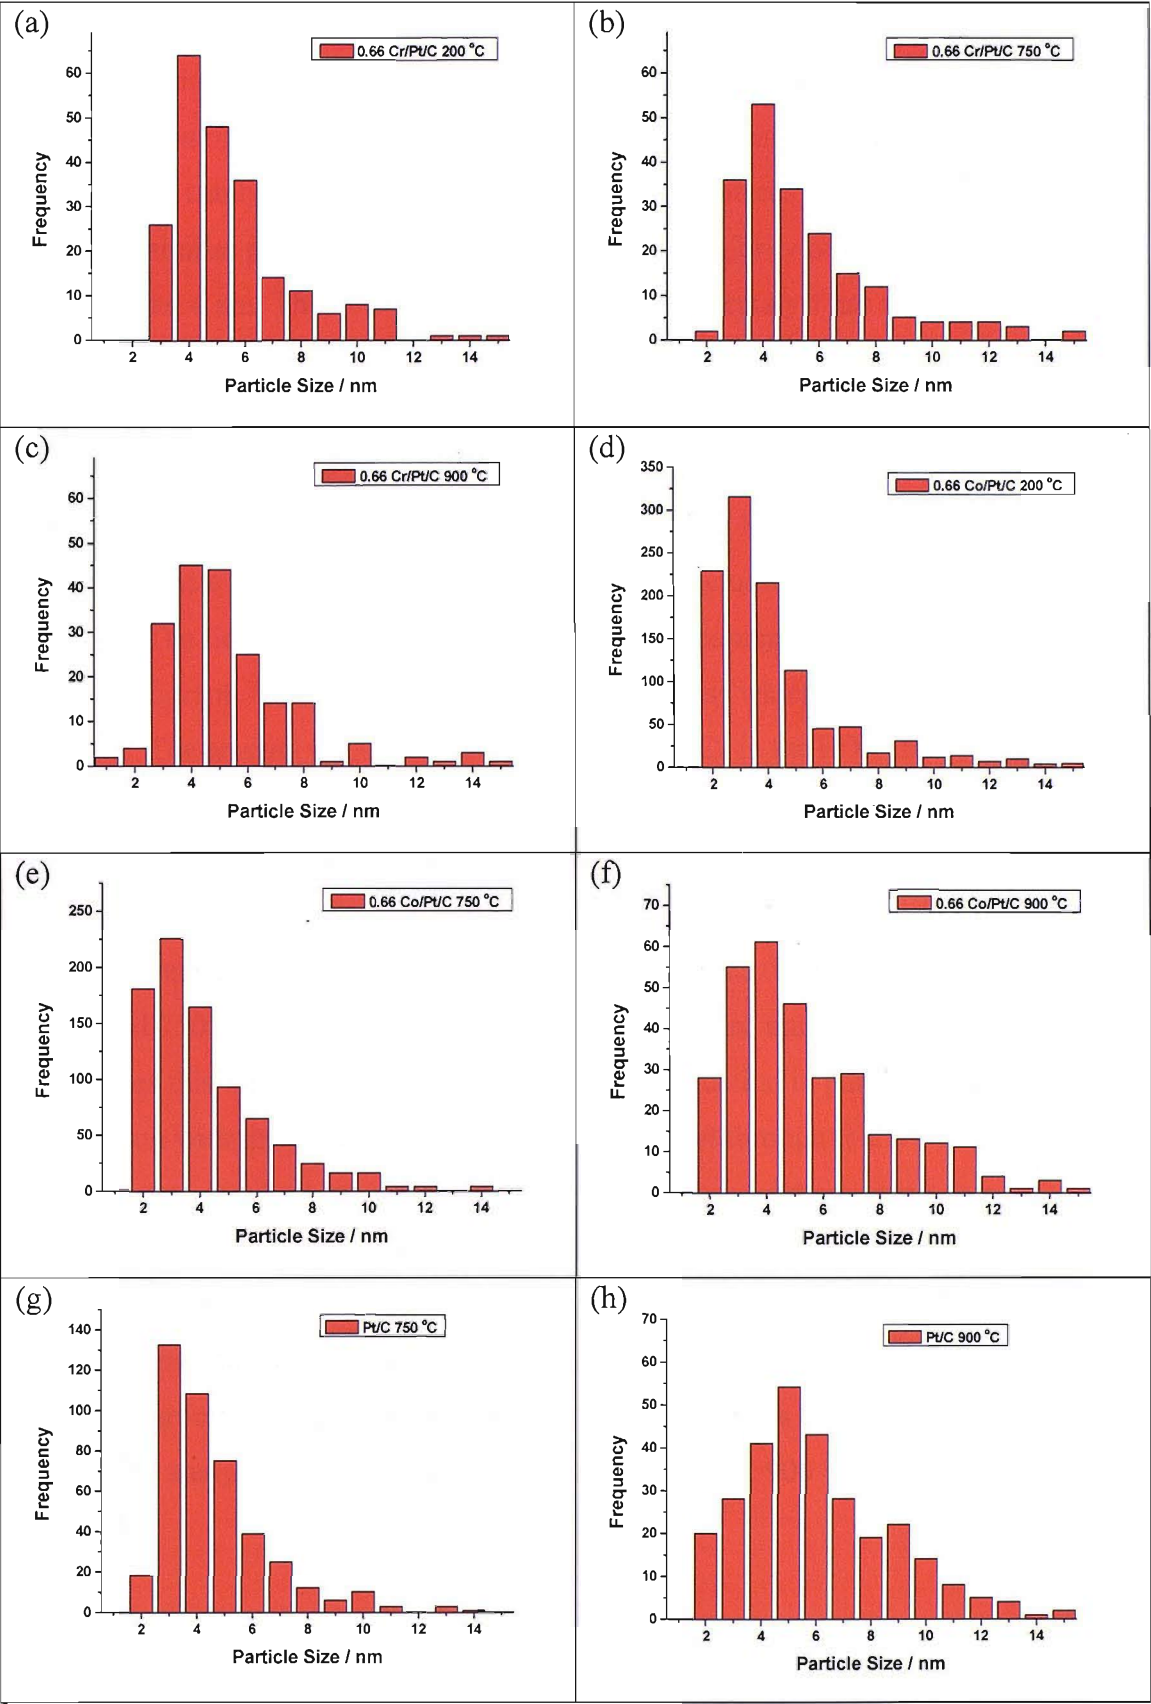 (a)
0.66 Cr/Pt/C 200 °C
60
50
40
30
20
10
0
Frequency
2 4 6 8 10 12 14
Particle Size / nm
(b)
0.66 Cr/Pt/C 750 °C
60
50
40
30
20
10
0
Frequency
2 4 6 8 10 12 14
Particle Size / nm
(c)
0.66 Cr/Pt/C 900 °C
60
50
40
30
20
10
0
Frequency
2 4 6 8 10 12 14
Particle Size / nm
(d)
0.66 Co/Pt/C 200 °C
350
300
250
200
150
100
50
0
Frequency
2 4 6 8 10 12 14
Particle Size / nm
(e)
0.66 Co/Pt/C 750 °C
250
200
150
100
50
0
Frequency
2 4 6 8 10 12 14
Particle Size / nm
(f)
0.66 Co/Pt/C 900 °C
70
60
50
40
30
20
10
0
Frequency
2 4 6 8 10 12 14
Particle Size / nm
(g)
Pt/C 750 °C
140
120
100
80
60
40
20
0
Frequency
2 4 6 8 10 12 14
Particle Size / nm
(h)
Pt/C 900 °C
70
60
50
40
30
20
10
0
Frequency
2 4 6 8 10 12 14
Particle Size / nm